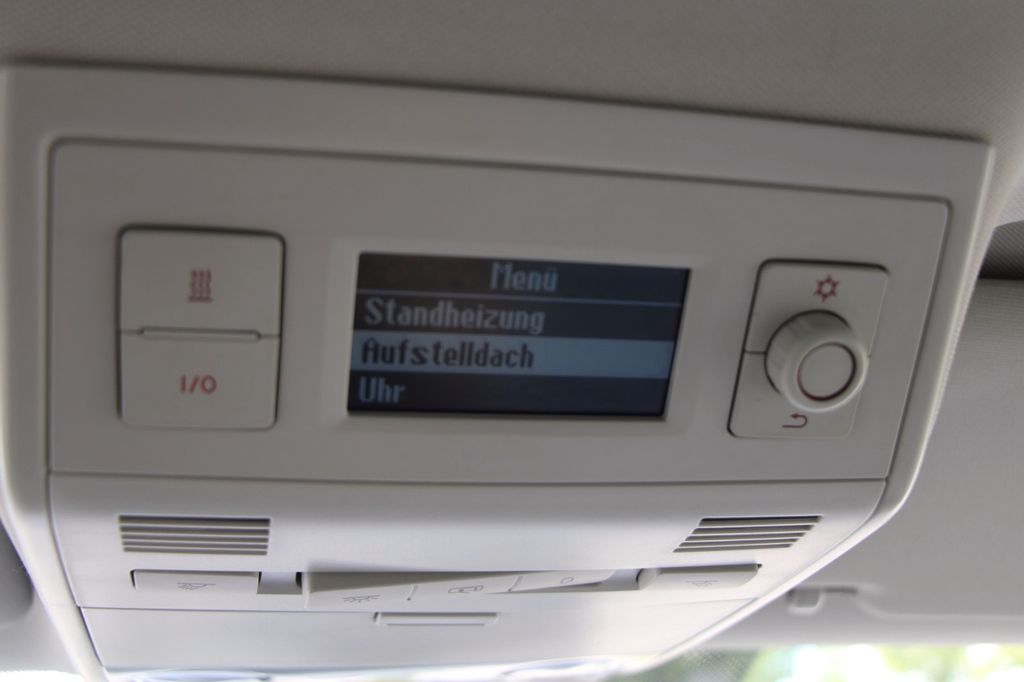 Menü
Standheizung
Aufstelldach
Uhr
I/O